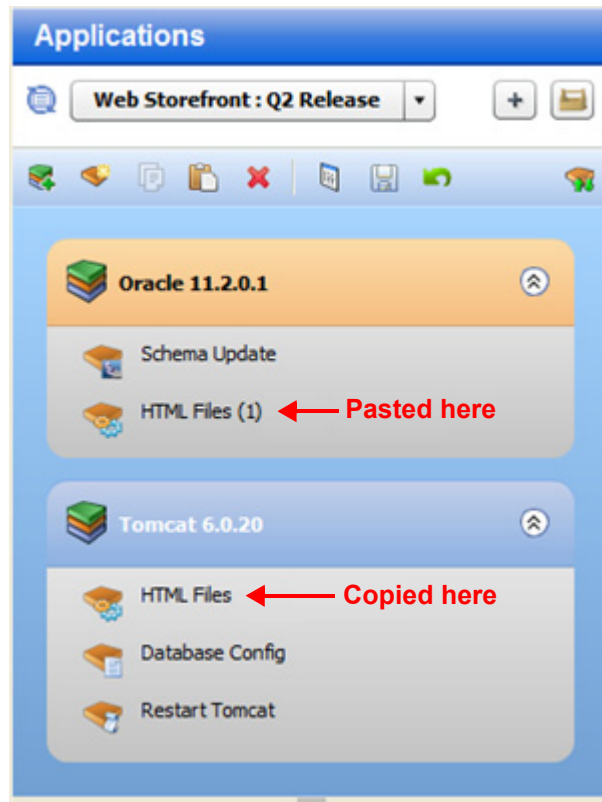 Applications
Web Storefront : Q2 Release
Oracle 11.2.0.1
Schema Update
HTML Files (1) Pasted here
Tomcat 6.0.20
HTML Files Copied here
Database Config
Restart Tomcat